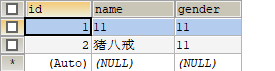 id name gender
1 11 11
2 猪八戒 11
* (Auto) (NULL) (NULL)